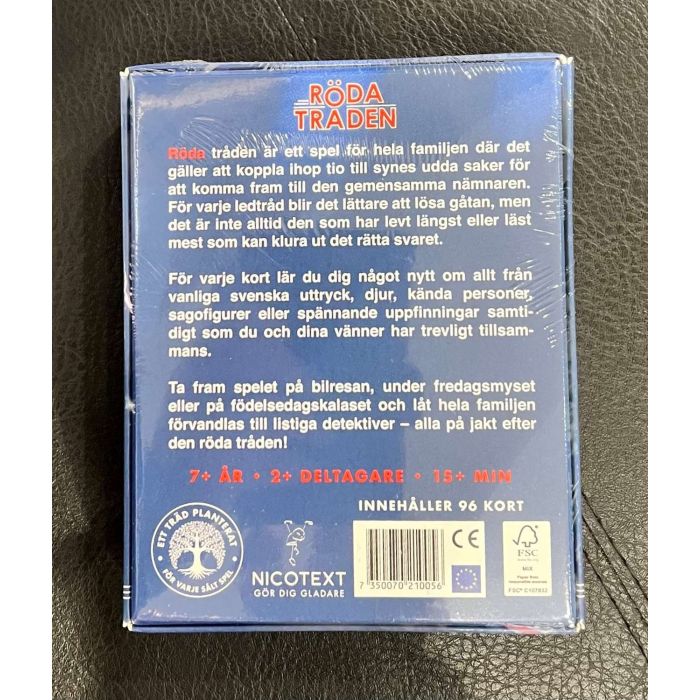 RÖDA
TRÅDEN
Röda tråden är ett spel för hela familjen där det
gäller att koppla ihop tio till synes udda saker för
att komma fram till den gemensamma nämnaren.
För varje ledtråd blir det lättare att lösa gåtan, men
det är inte alltid den som har levt längst eller läst
mest som kan klura ut det rätta svaret.
För varje kort lär du dig något nytt om allt från
vanliga svenska uttryck, djur, kända personer,
sagofigurer eller spännande uppfinningar samti-
digt som du och dina vänner har trevligt tillsam-
mans.
Ta fram spelet på bilresan, under fredagsmyset
eller på födelsedagskalaset och låt hela familjen
förvandlas till listiga detektiver – alla på jakt efter
den röda tråden!
7+ ÅR • 2+ DELTAGARE • 15+ MIN
INNEHÅLLER 96 KORT
ETT TRÄD PLANTERAT
FÖR VARJE SÅLT SPEL
NICOTEXT
GÖR DIG GLADARE
7 350070 210056
CE
FSC
MIX
FSC® C107832